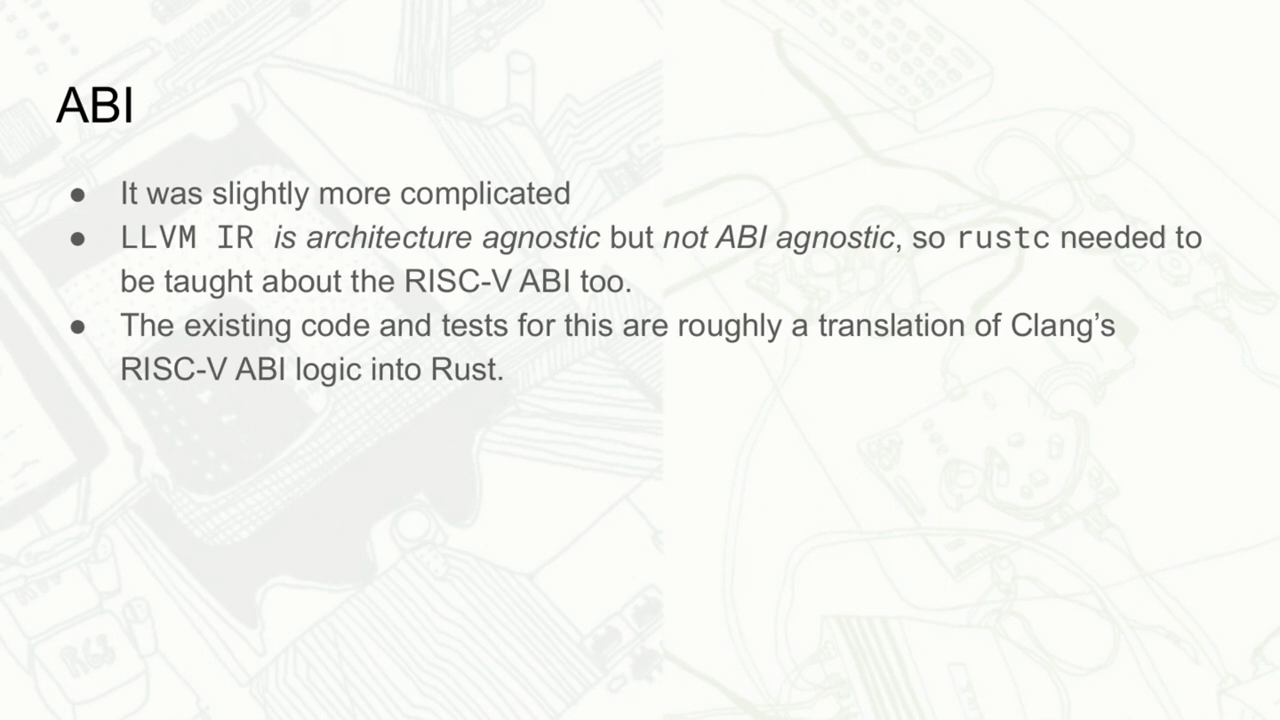 ABI
● It was slightly more complicated
● LLVM IR is architecture agnostic but not ABI agnostic, so rustc needed to
be taught about the RISC-V ABI too.
● The existing code and tests for this are roughly a translation of Clang’s
RISC-V ABI logic into Rust.
R68